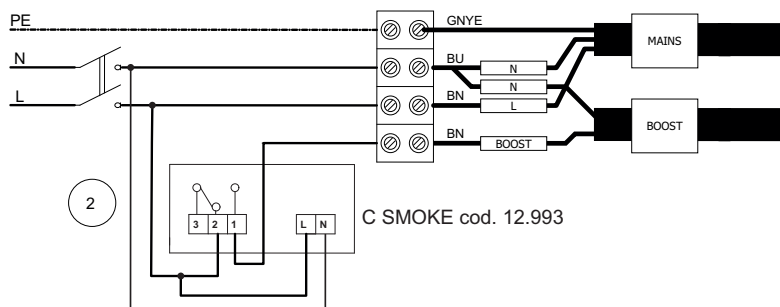 PE
GNYE
MAINS
N
BU
N
N
L
BN
L
BN
BOOST
BOOST
2
C SMOKE cod. 12.993
3 2 1 L N